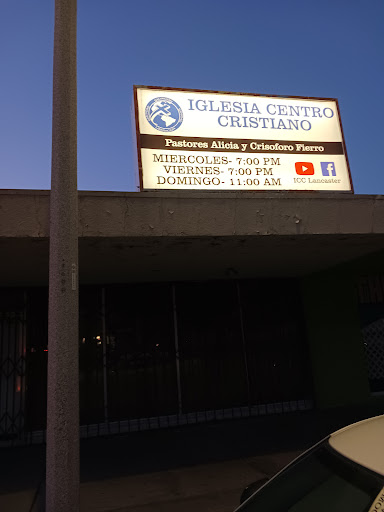 IGLESIA CENTRO
CRISTIANO
Pastores Alicia y Crisoforo Fierro
MIERCOLES- 7:00 PM
VIERNES- 7:00 PM
DOMINGO- 11:00 AM
ICC Lancaster